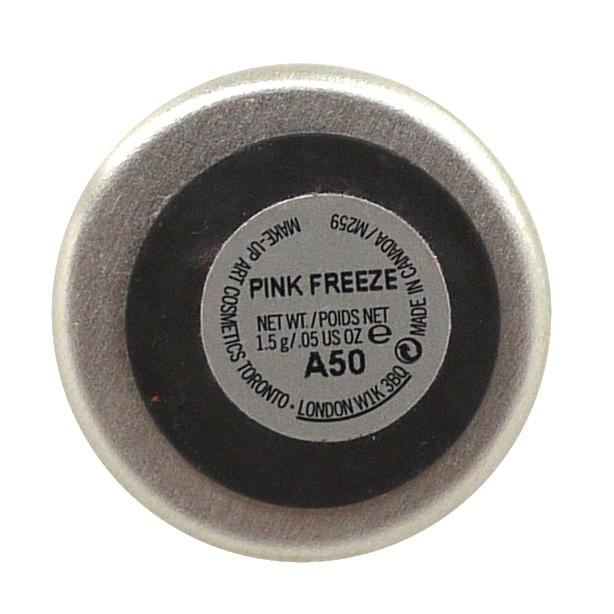 PINK FREEZE
NET WT./POIDS NET
1.5 g/.05 US OZ ℮
A50
MAKE-UP ART COSMETICS TORONTO · LONDON W1K 3BQ
MADE IN CANADA / M259